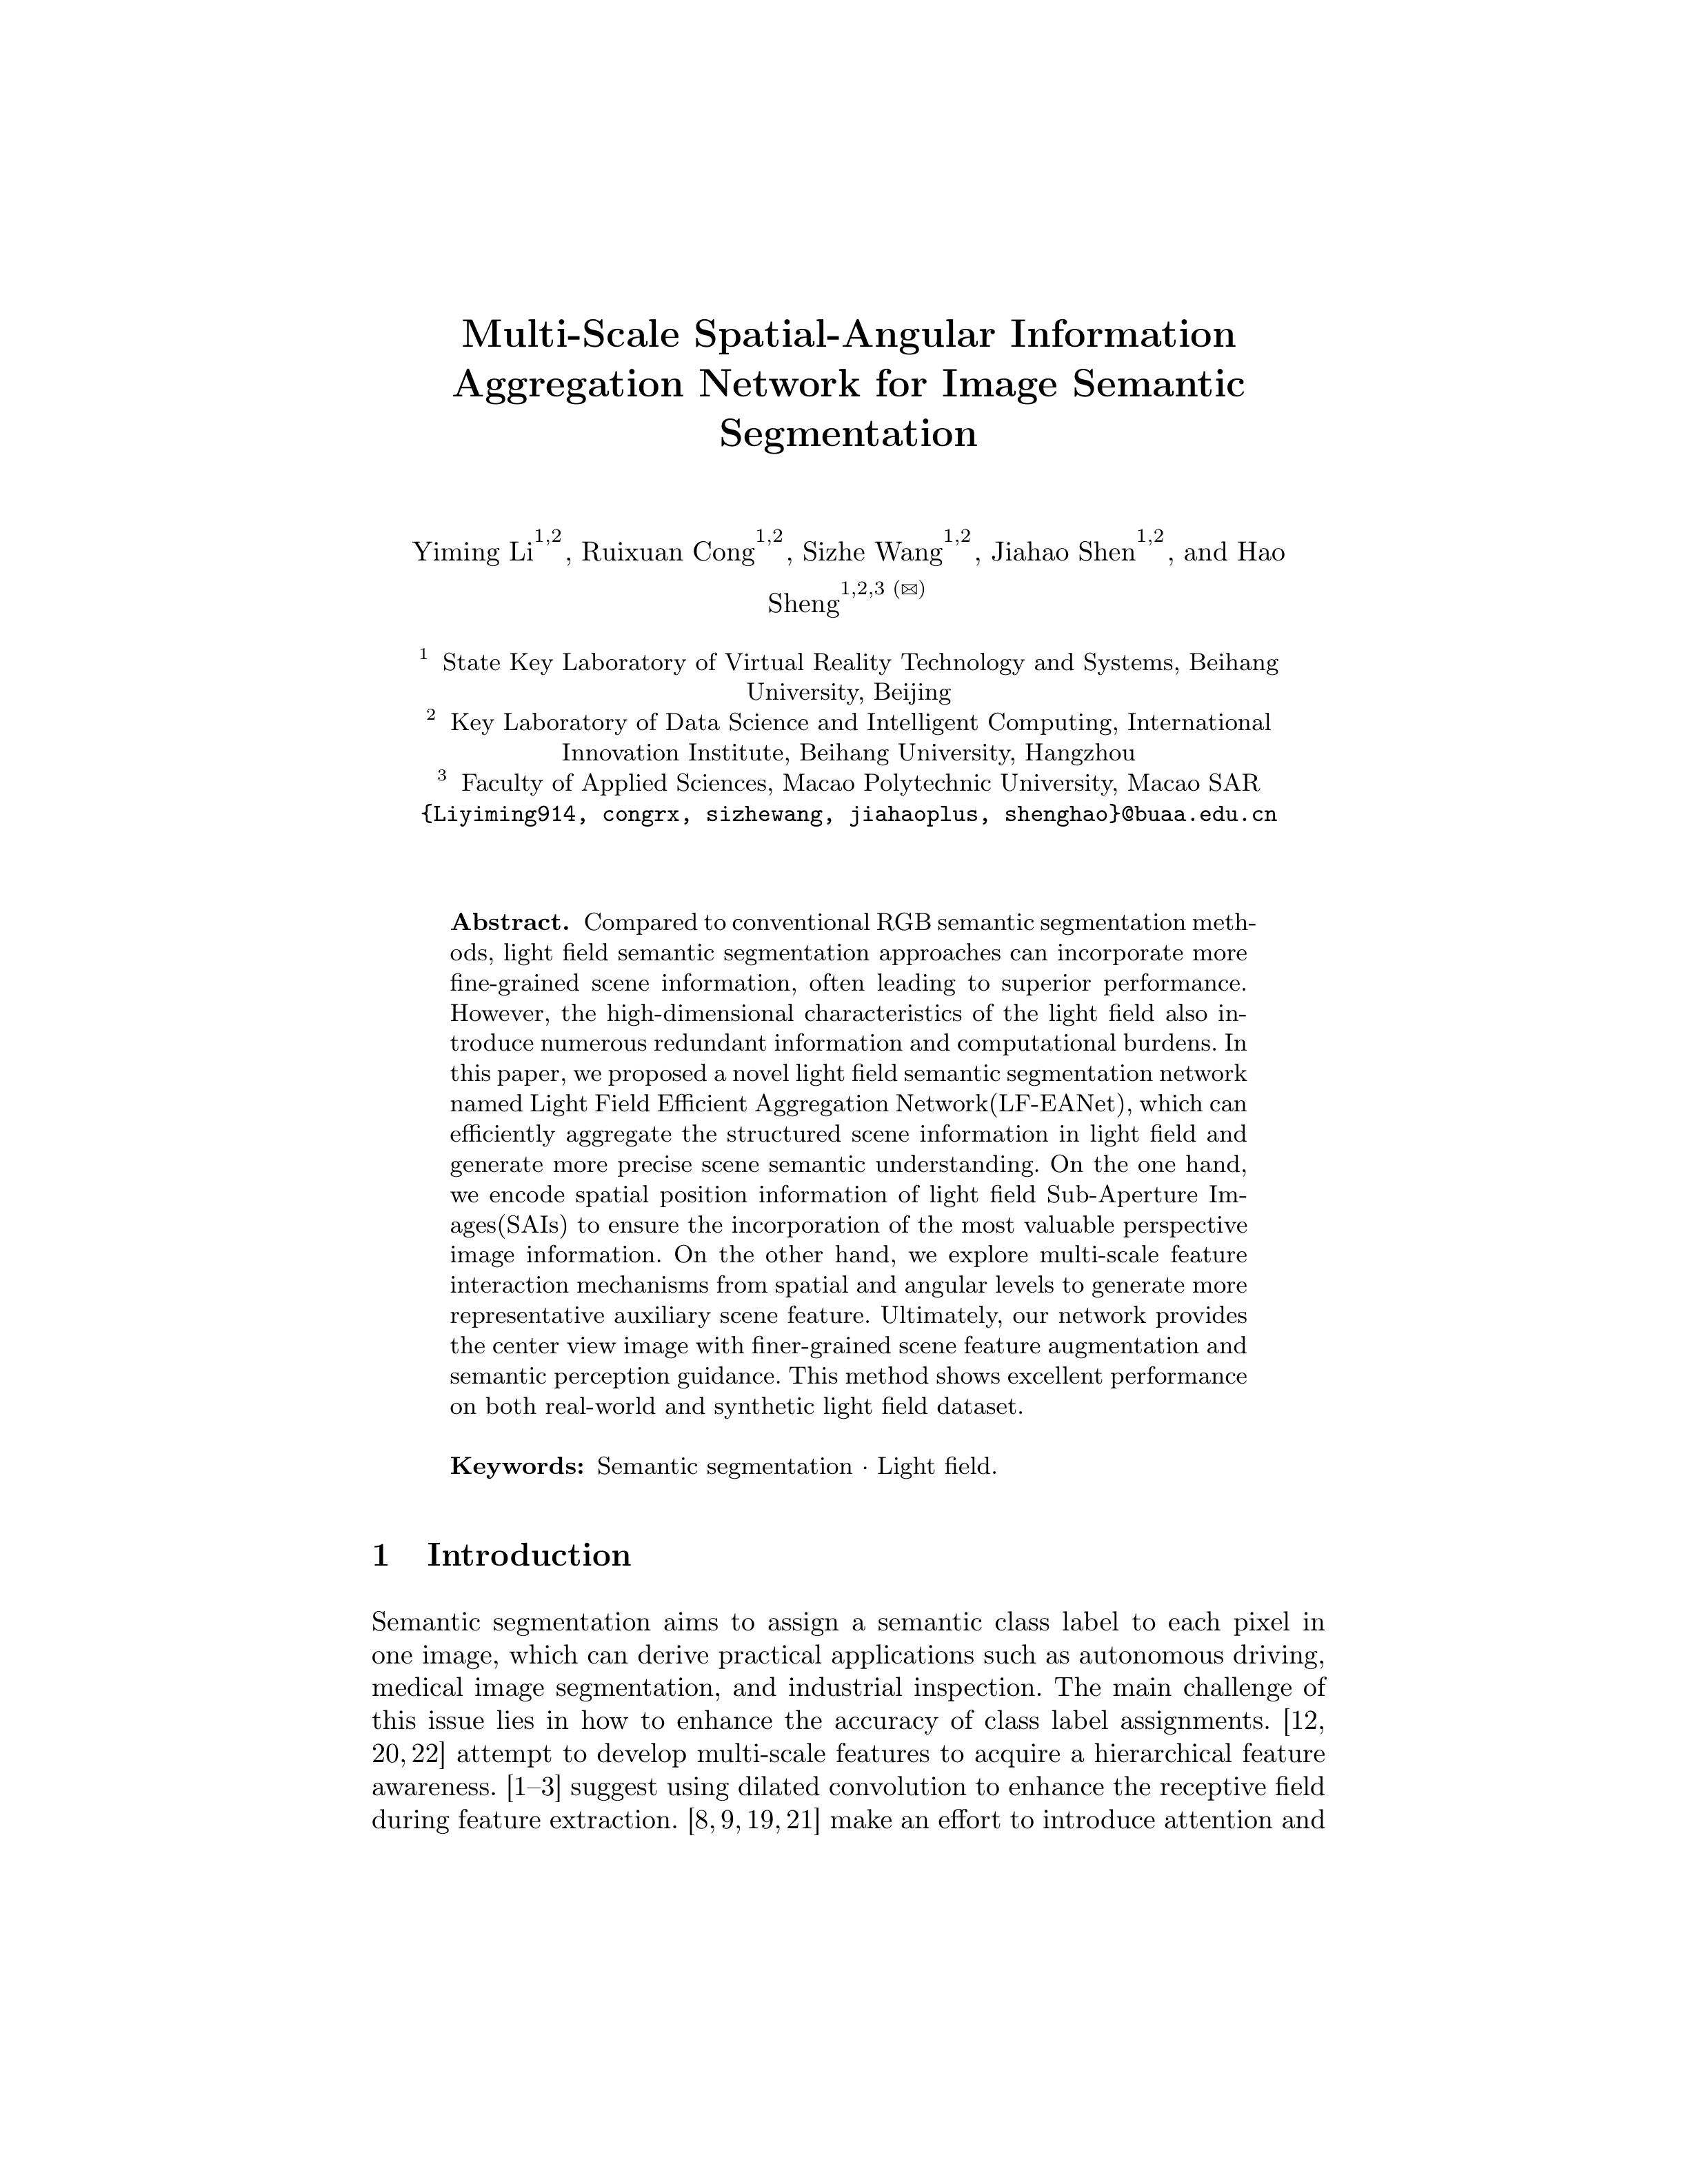 Multi-Scale Spatial-Angular Information
Aggregation Network for Image Semantic
Segmentation
Yiming Li1,2, Ruixuan Cong1,2, Sizhe Wang1,2, Jiahao Shen1,2, and Hao
Sheng1,2,3 (✉)
1 State Key Laboratory of Virtual Reality Technology and Systems, Beihang
University, Beijing
2 Key Laboratory of Data Science and Intelligent Computing, International
Innovation Institute, Beihang University, Hangzhou
3 Faculty of Applied Sciences, Macao Polytechnic University, Macao SAR
{Liyiming914, congrx, sizhewang, jiahaoplus, shenghao}@buaa.edu.cn
Abstract. Compared to conventional RGB semantic segmentation meth-
ods, light field semantic segmentation approaches can incorporate more
fine-grained scene information, often leading to superior performance.
However, the high-dimensional characteristics of the light field also in-
troduce numerous redundant information and computational burdens. In
this paper, we proposed a novel light field semantic segmentation network
named Light Field Efficient Aggregation Network(LF-EANet), which can
efficiently aggregate the structured scene information in light field and
generate more precise scene semantic understanding. On the one hand,
we encode spatial position information of light field Sub-Aperture Im-
ages(SAIs) to ensure the incorporation of the most valuable perspective
image information. On the other hand, we explore multi-scale feature
interaction mechanisms from spatial and angular levels to generate more
representative auxiliary scene feature. Ultimately, our network provides
the center view image with finer-grained scene feature augmentation and
semantic perception guidance. This method shows excellent performance
on both real-world and synthetic light field dataset.
Keywords: Semantic segmentation · Light field.
1 Introduction
Semantic segmentation aims to assign a semantic class label to each pixel in
one image, which can derive practical applications such as autonomous driving,
medical image segmentation, and industrial inspection. The main challenge of
this issue lies in how to enhance the accuracy of class label assignments. [12,
20, 22] attempt to develop multi-scale features to acquire a hierarchical feature
awareness. [1–3] suggest using dilated convolution to enhance the receptive field
during feature extraction. [8, 9, 19, 21] make an effort to introduce attention and